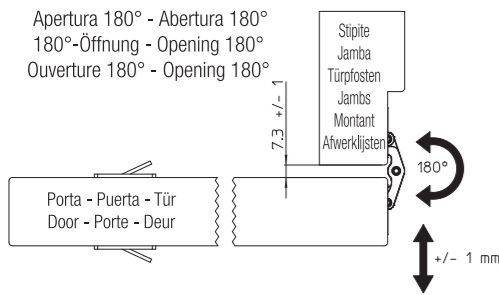 Apertura 180° - Abertura 180°
180°-Öffnung - Opening 180°
Ouverture 180° - Opening 180°
Stipite
Jamba
Türpfosten
Jambs
Montant
Afwerklijsten
7.3 +/- 1
180°
Porta - Puerta - Tür
Door - Porte - Deur
+/- 1 mm